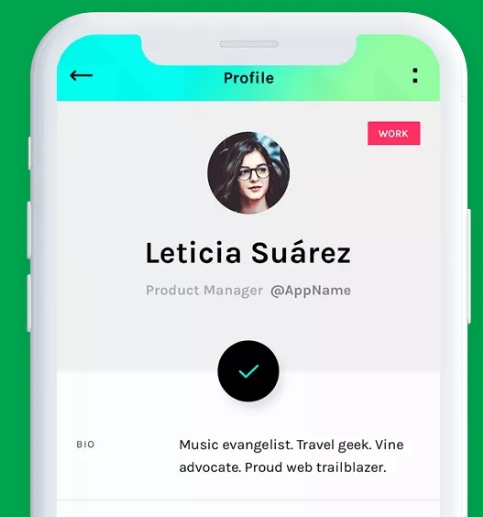 Profile
WORK
Leticia Suárez
Product Manager @AppName
BIO
Music evangelist. Travel geek. Vine
advocate. Proud web trailblazer.